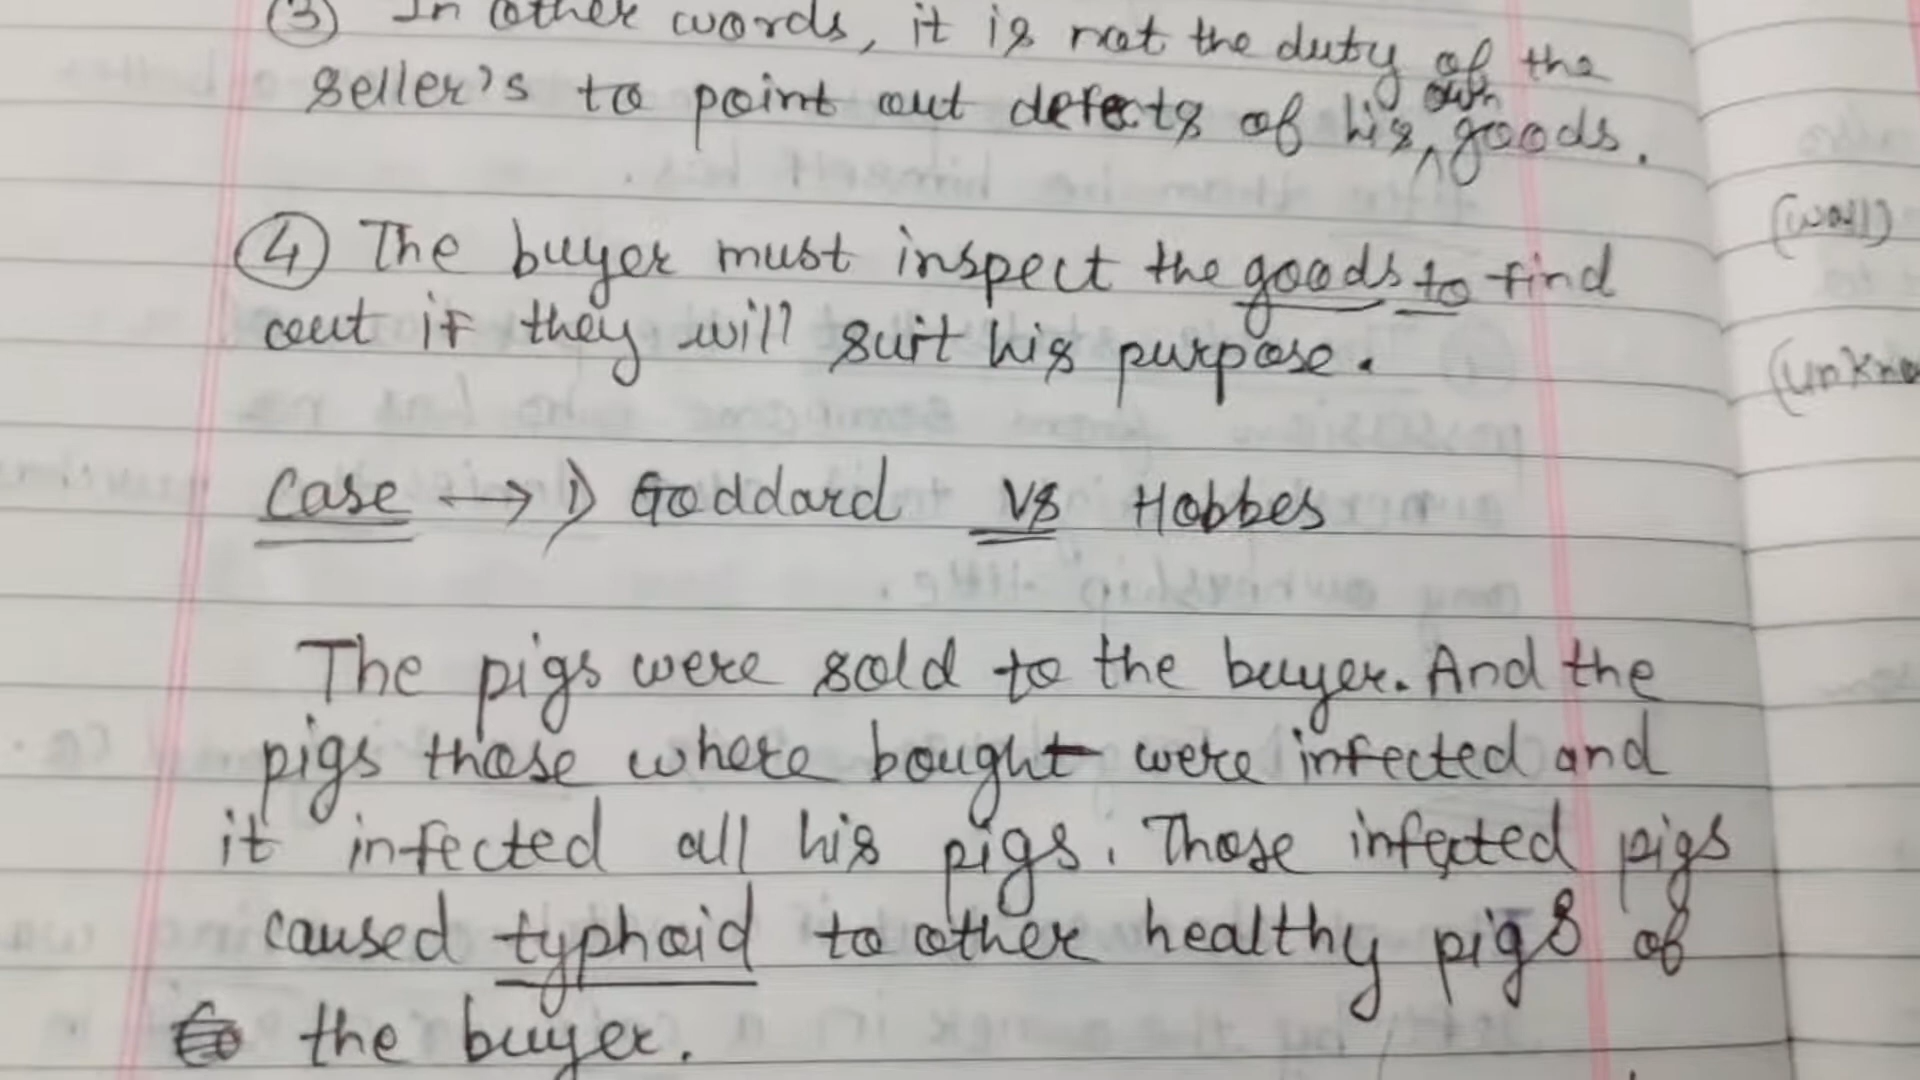 ③ In other words, it is not the duty of the
seller's to point out defects of his own goods.
④ The buyer must inspect the goods to find
out if they will suit his purpose.
Case → 1) Goddard vs Hobbes
The pigs were sold to the buyer. And the
pigs those where bought were infected and
it infected all his pigs. Those infected pigs
caused typhoid to other healthy pigs of
the buyer.